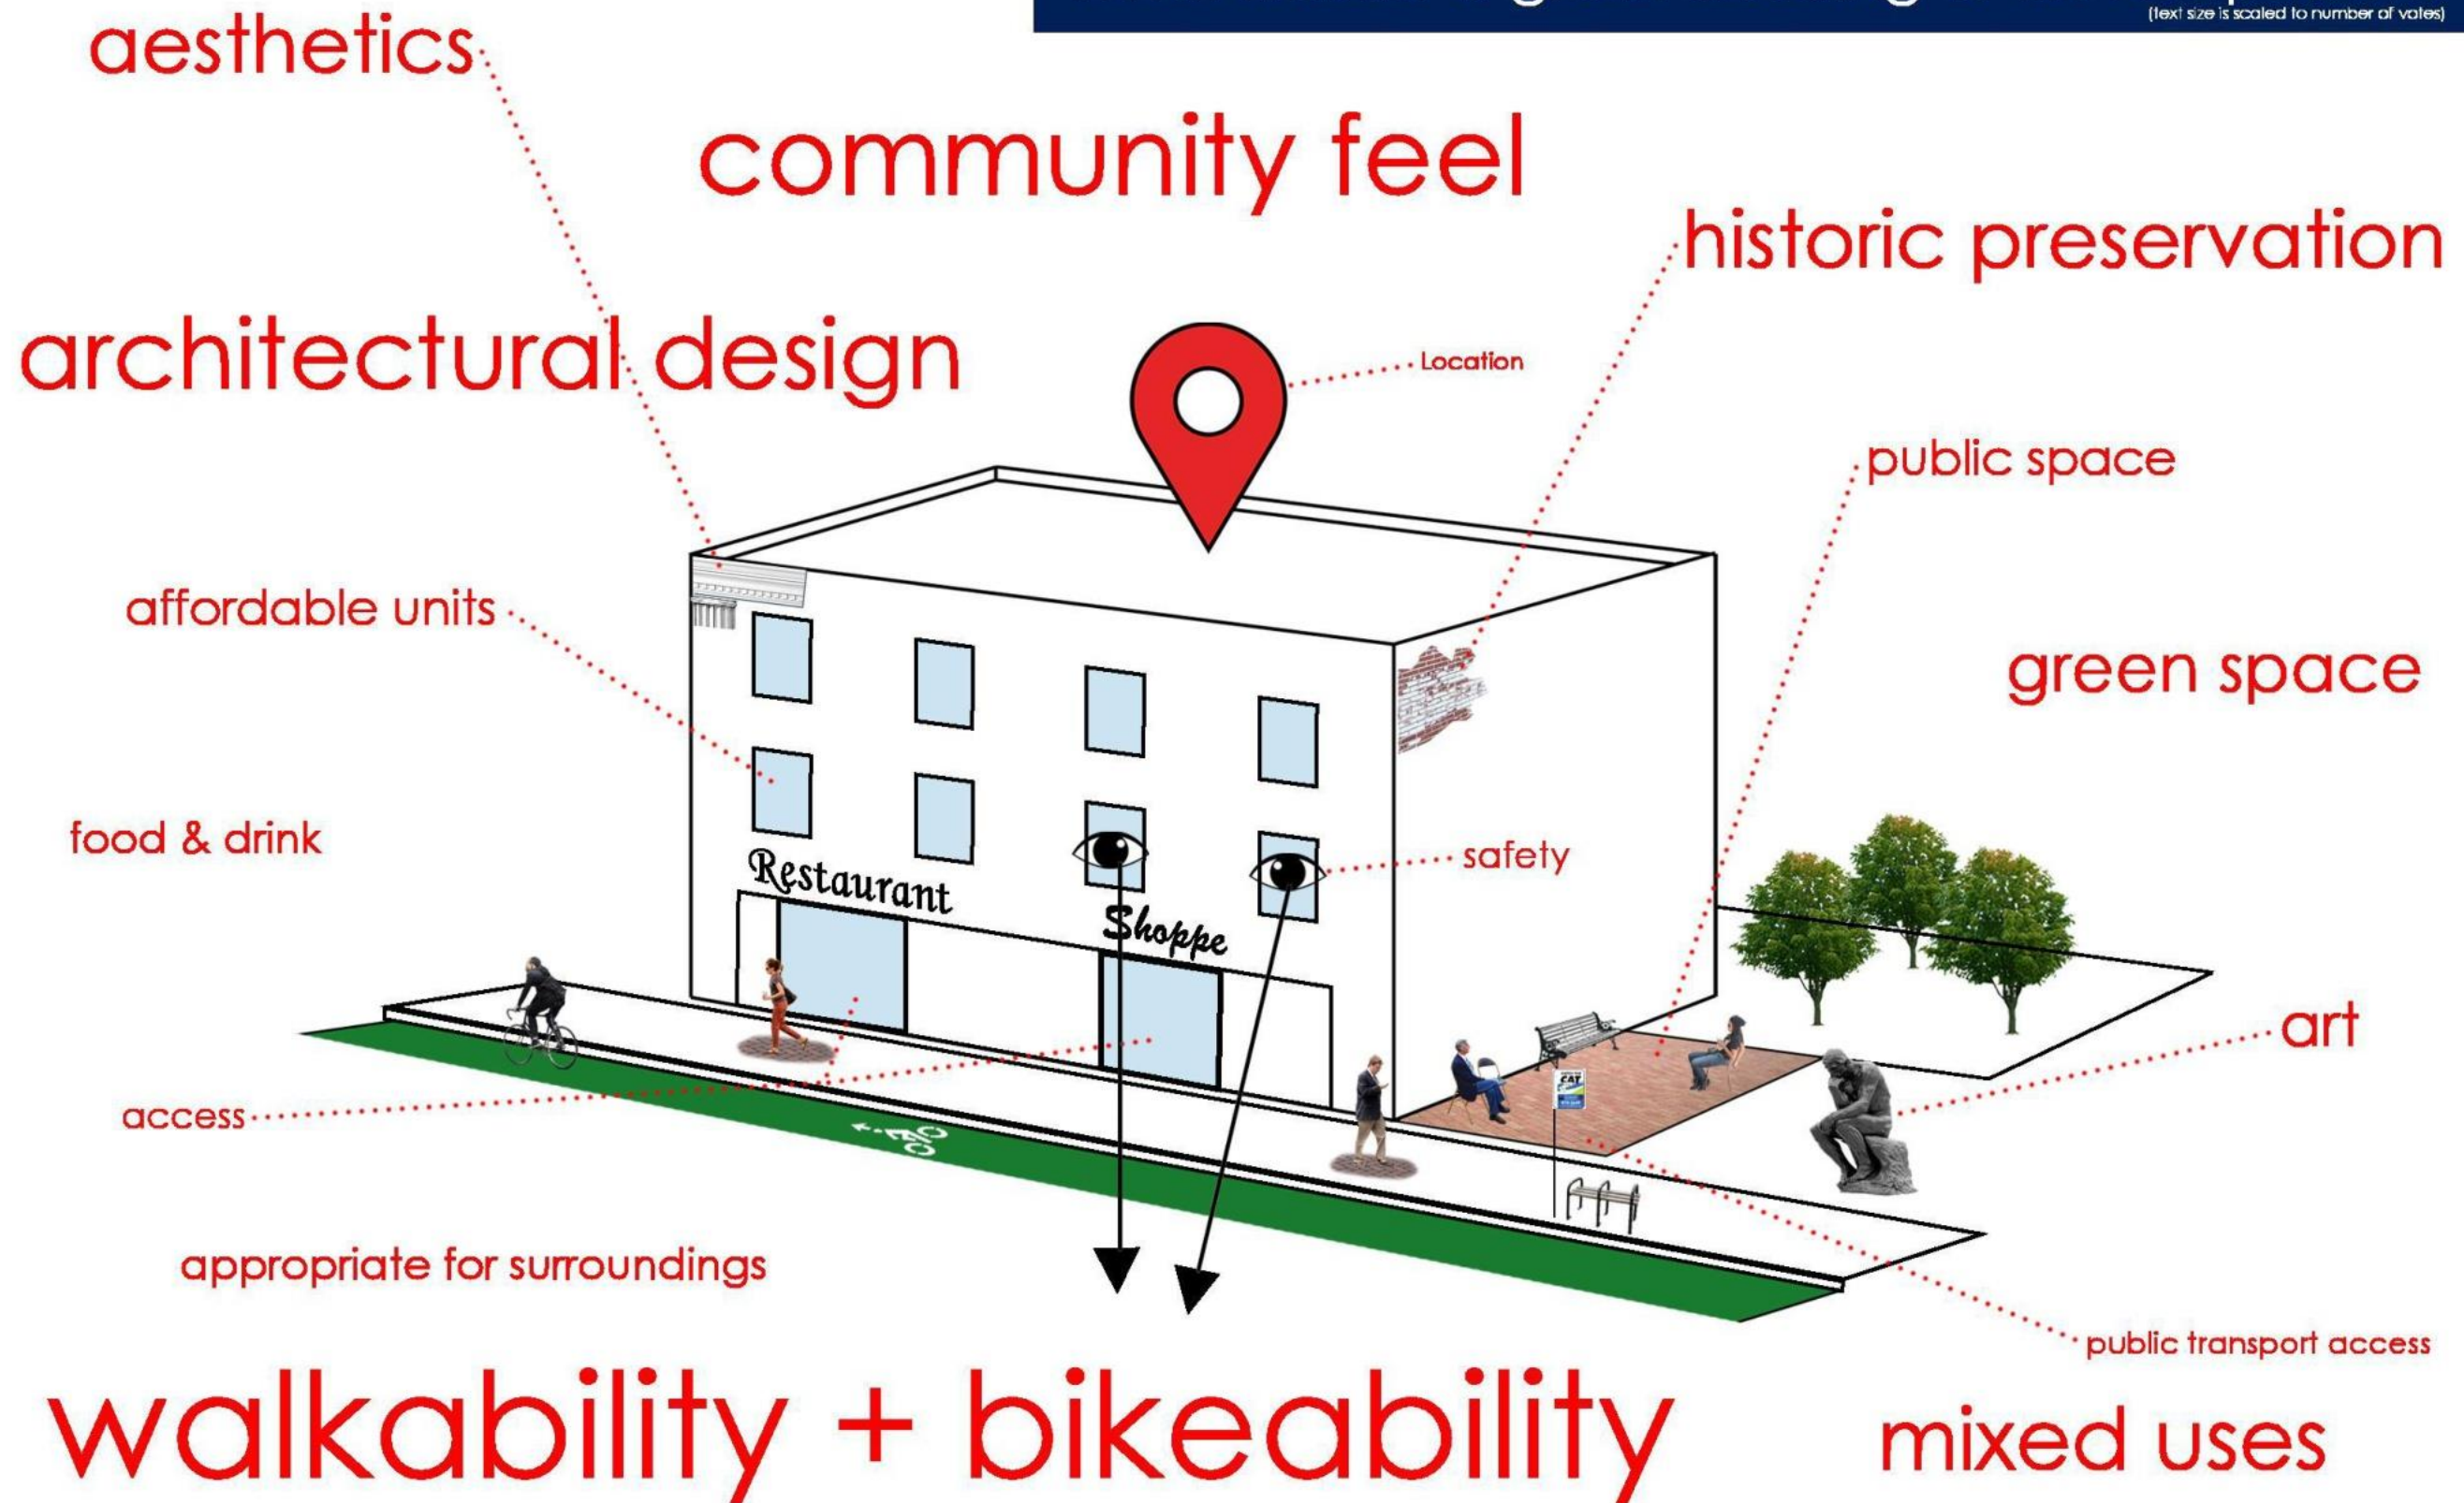 (text size is scaled to number of votes)
aesthetics
community feel
historic preservation
architectural design
Location
public space
affordable units
green space
food & drink
safety
Restaurant
Shoppe
art
CAT
access
appropriate for surroundings
public transport access
walkability + bikeability
mixed uses